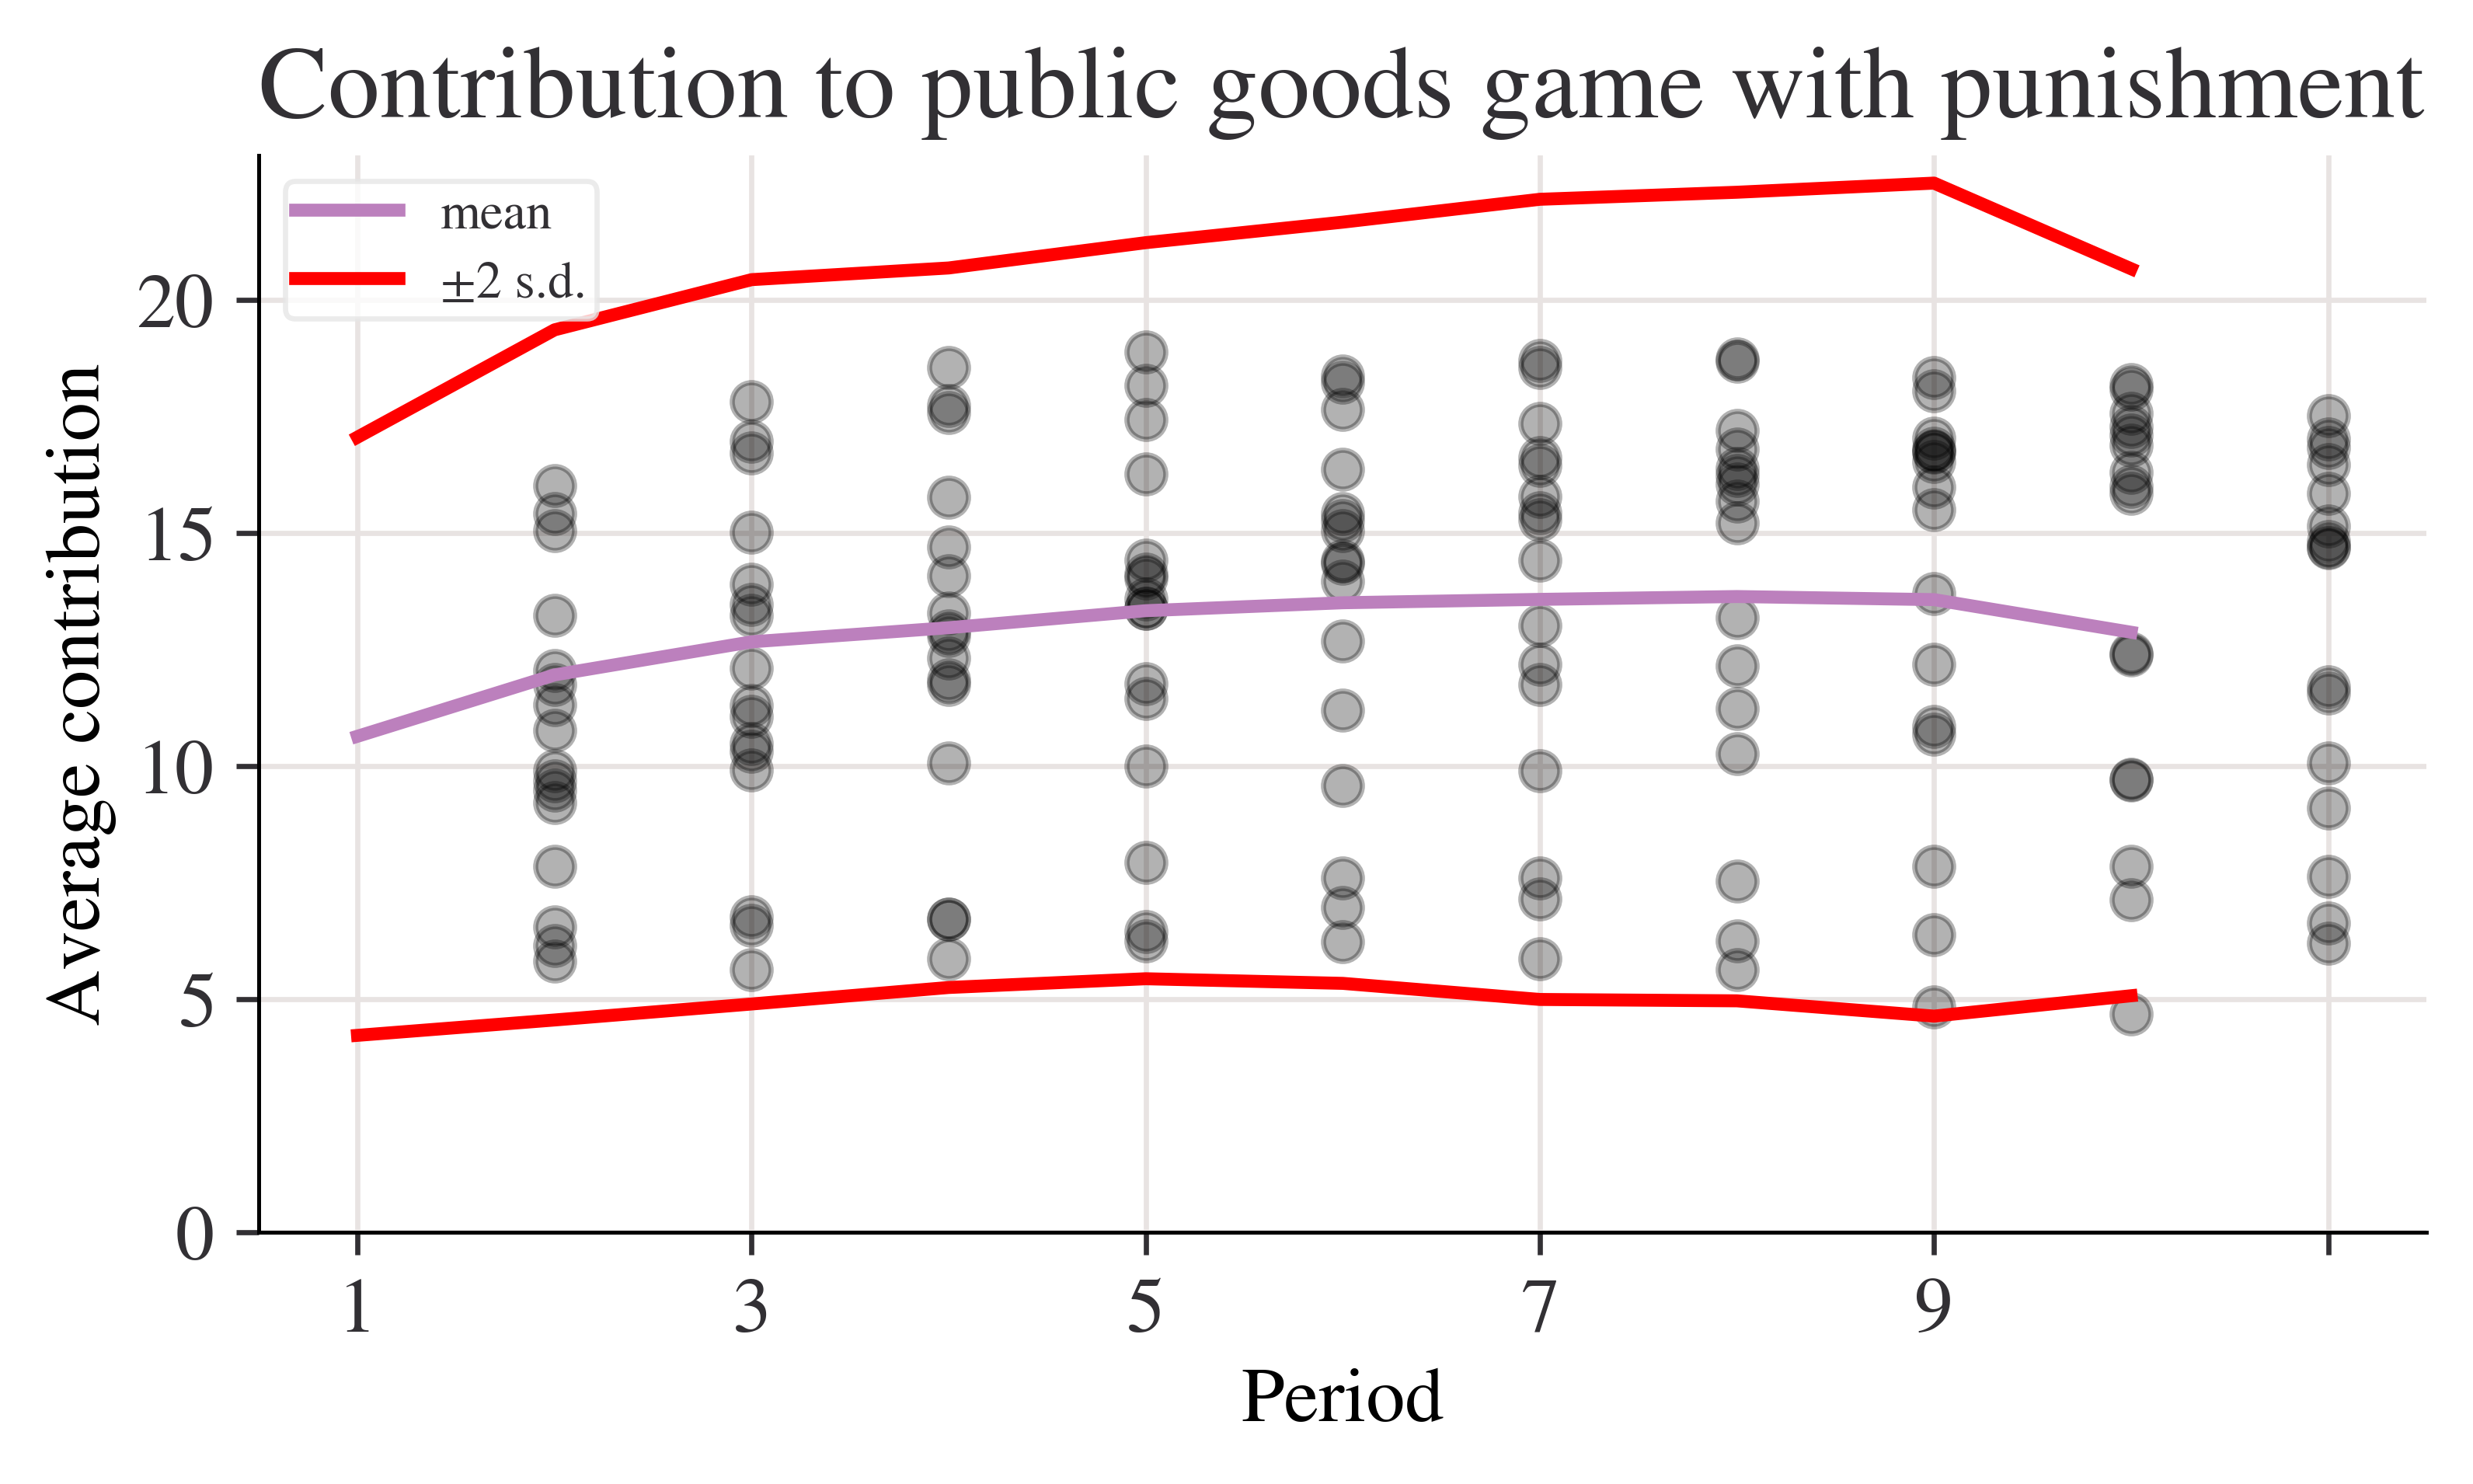 Contribution to public goods game with punishment
mean
±2 s.d.
Average contribution
20
15
10
5
0
1 3 5 7 9
Period